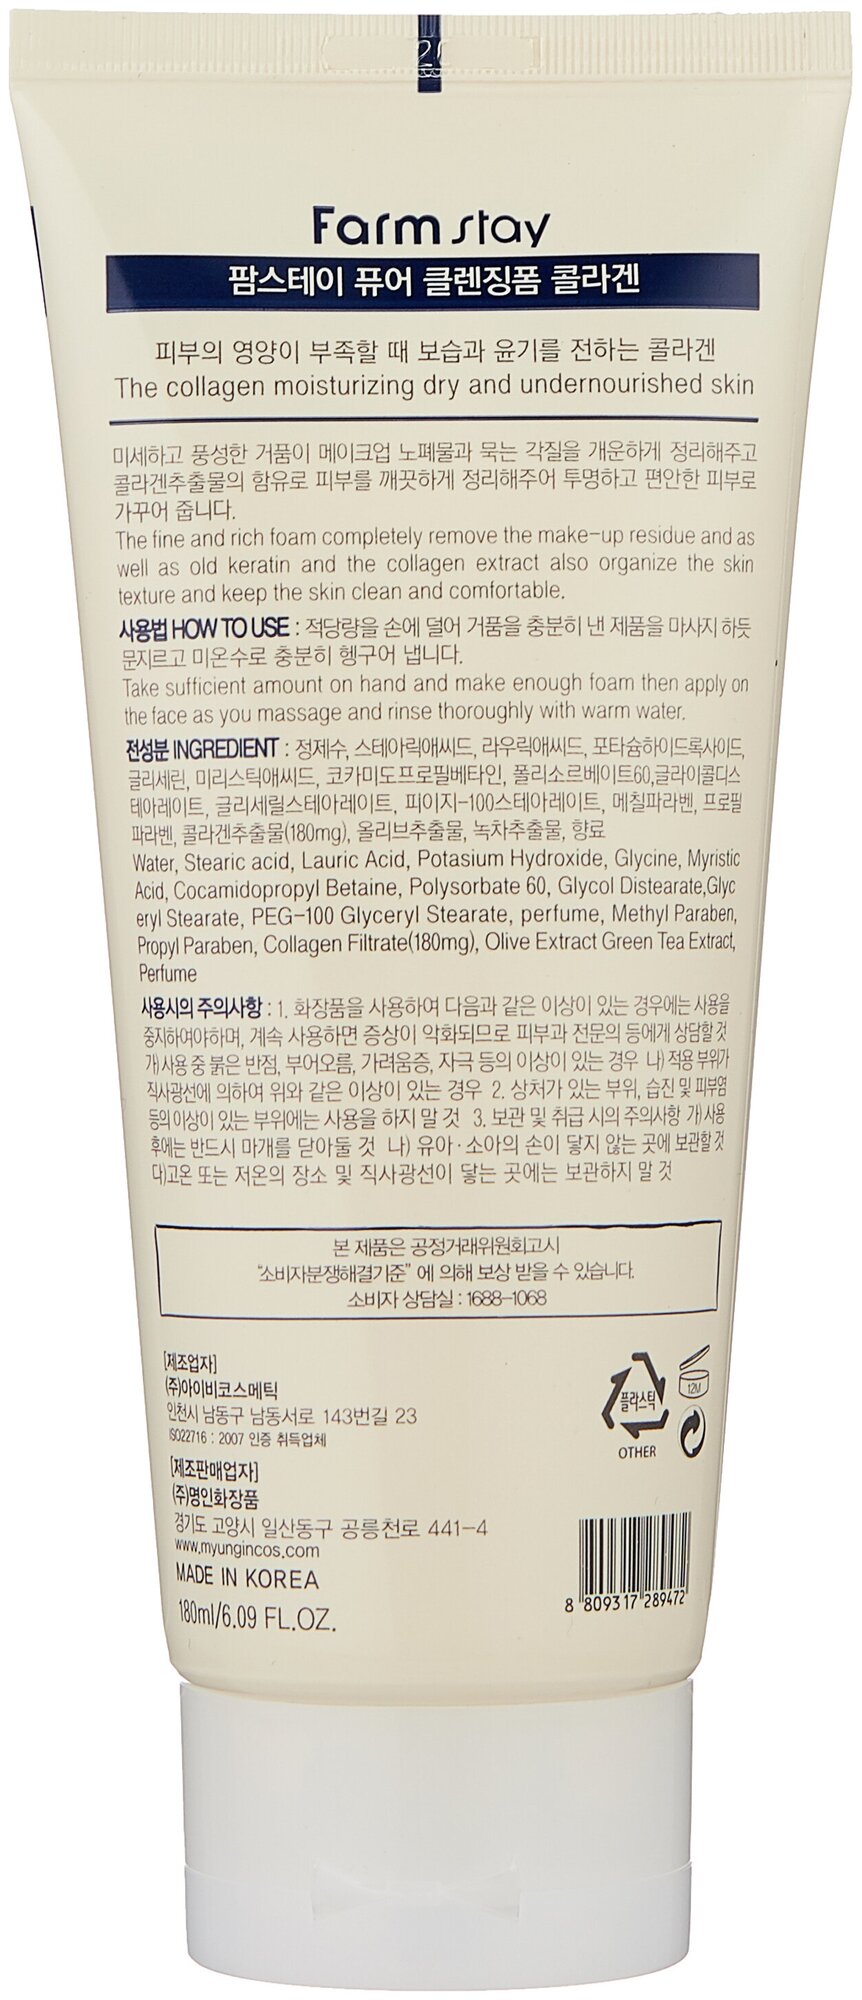 Farm stay
팜스테이 퓨어 클렌징폼 콜라겐
피부의 영양이 부족할 때 보습과 윤기를 전하는 콜라겐
The collagen moisturizing dry and undernourished skin
미세하고 풍성한 거품이 메이크업 노폐물과 묵는 각질을 개운하게 정리해주고
콜라겐추출물의 함유로 피부를 깨끗하게 정리해주어 투명하고 편안한 피부로
가꾸어 줍니다.
The fine and rich foam completely remove the make-up residue and as
well as old keratin and the collagen extract also organize the skin
texture and keep the skin clean and comfortable.
사용법 HOW TO USE : 적당량을 손에 덜어 거품을 충분히 낸 제품을 마사지 하듯
문지르고 미온수로 충분히 헹구어 냅니다.
Take sufficient amount on hand and make enough foam then apply on
the face as you massage and rinse thoroughly with warm water.
전성분 INGREDIENT : 정제수, 스테아릭애씨드, 라우릭애씨드, 포타슘하이드록사이드,
글리세린, 미리스틱애씨드, 코카미도프로필베타인, 폴리소르베이트60,글라이콜디스
테아레이트, 글리세릴스테아레이트, 피이지-100스테아레이트, 메칠파라벤, 프로필
파라벤, 콜라겐추출물(180mg), 올리브추출물, 녹차추출물, 향료
Water, Stearic acid, Lauric Acid, Potasium Hydroxide, Glycine, Myristic
Acid, Cocamidopropyl Betaine, Polysorbate 60, Glycol Distearate,Glyc
eryl Stearate, PEG-100 Glyceryl Stearate, perfume, Methyl Paraben,
Propyl Paraben, Collagen Filtrate(180mg), Olive Extract Green Tea Extract,
Perfume
사용시의 주의사항 : 1. 화장품을 사용하여 다음과 같은 이상이 있는 경우에는 사용을
중지하여야하며, 계속 사용하면 증상이 악화되므로 피부과 전문의 등에게 상담할 것
가)사용 중 붉은 반점, 부어오름, 가려움증, 자극 등의 이상이 있는 경우 나) 적용 부위가
직사광선에 의하여 위와 같은 이상이 있는 경우 2. 상처가 있는 부위, 습진 및 피부염
등의 이상이 있는 부위에는 사용을 하지 말 것 3. 보관 및 취급 시의 주의사항 가)사용
후에는 반드시 마개를 닫아둘 것 나) 유아·소아의 손이 닿지 않는 곳에 보관할 것
다)고온 또는 저온의 장소 및 직사광선이 닿는 곳에는 보관하지 말 것
본 제품은 공정거래위원회고시
"소비자분쟁해결기준" 에 의해 보상 받을 수 있습니다.
소비자 상담실 : 1688-1068
[제조업자]
(주)아이비코스메틱
인천시 남동구 남동서로 143번길 23
ISO22716 : 2007 인증 취득업체
[제조판매업자]
(주)명인화장품
경기도 고양시 일산동구 공릉천로 441-4
www.myungincos.com
MADE IN KOREA
180ml/6.09 FL.OZ.
플라스틱
OTHER
12M
8 809317 289472